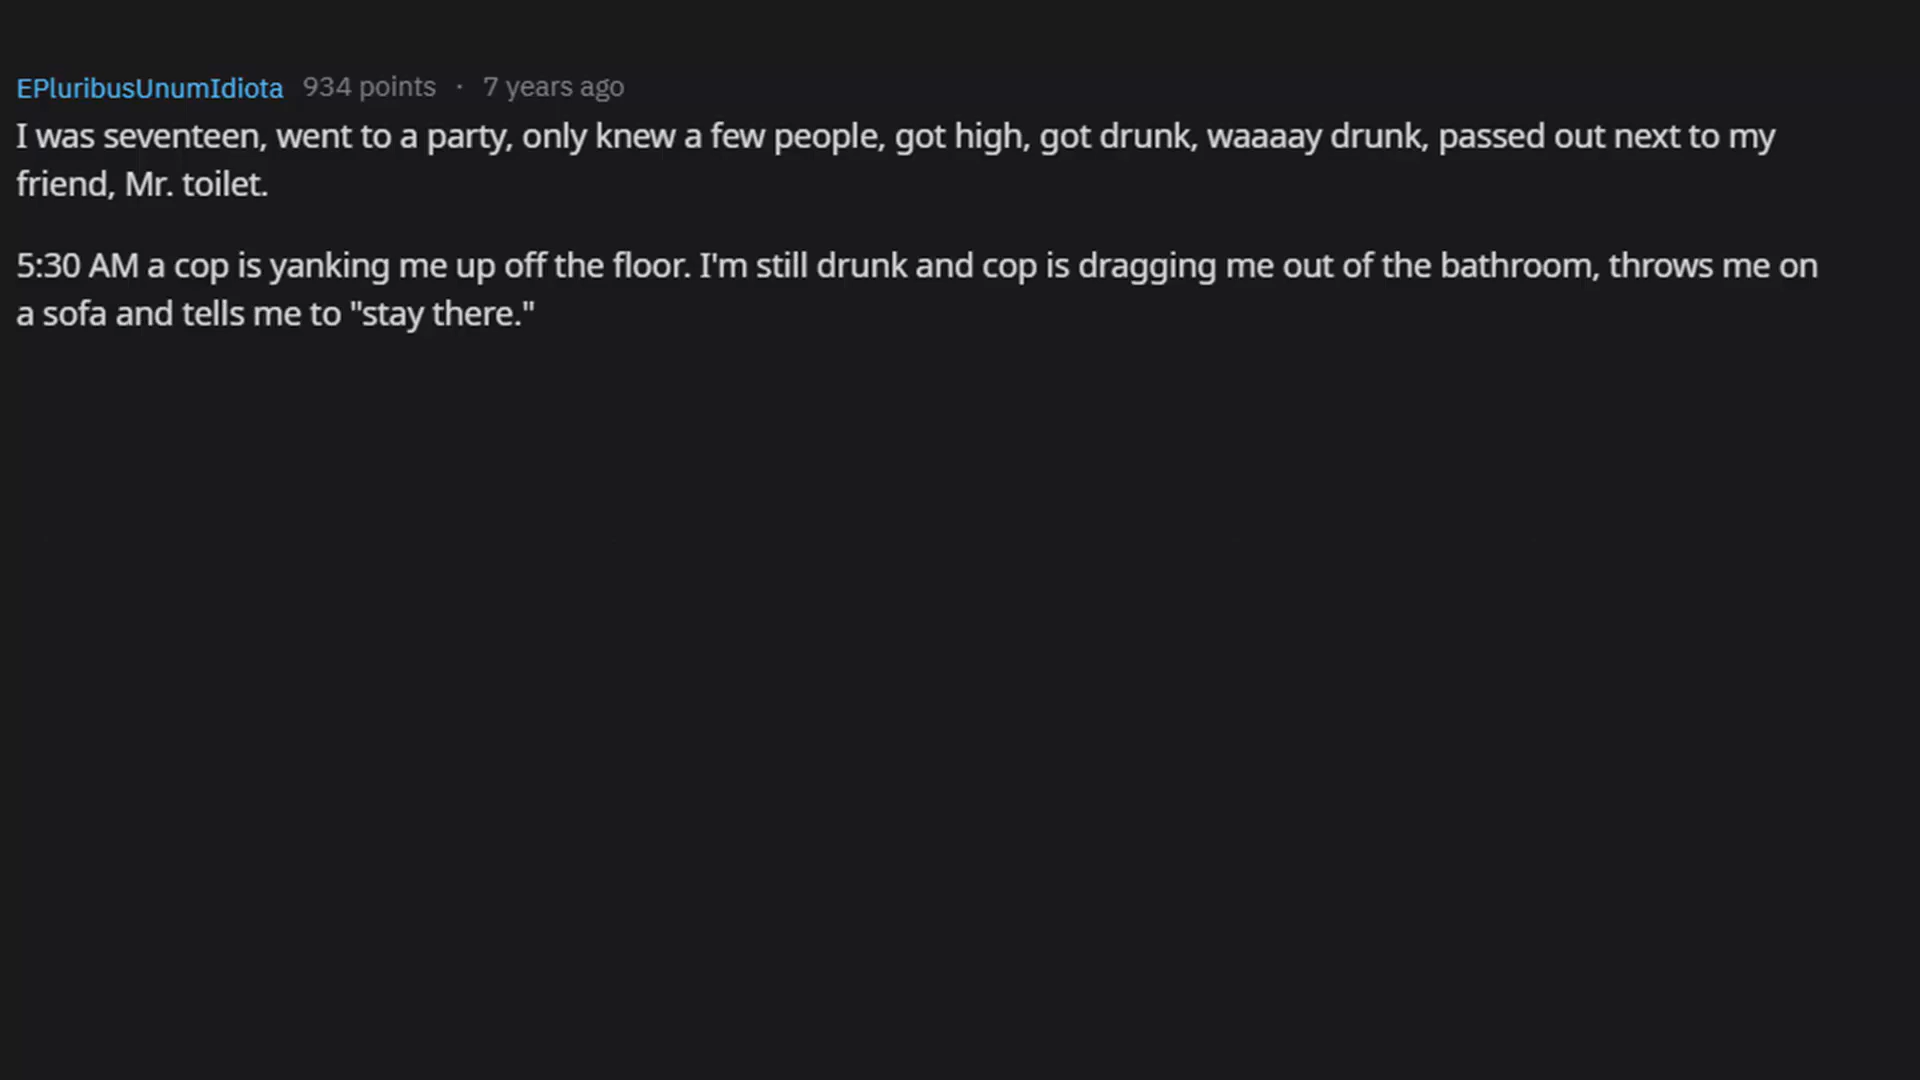 EPluribusUnumIdiota 934 points · 7 years ago
I was seventeen, went to a party, only knew a few people, got high, got drunk, waaaay drunk, passed out next to my
friend, Mr. toilet.
5:30 AM a cop is yanking me up off the floor. I'm still drunk and cop is dragging me out of the bathroom, throws me on
a sofa and tells me to "stay there."